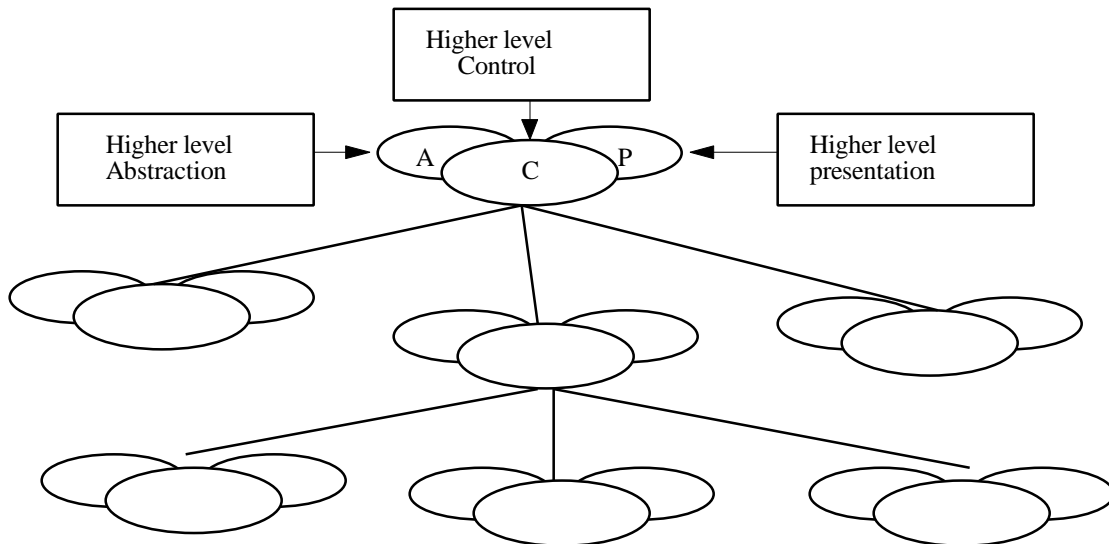 Higher level
Control
Higher level
Abstraction
A
C
P
Higher level
presentation